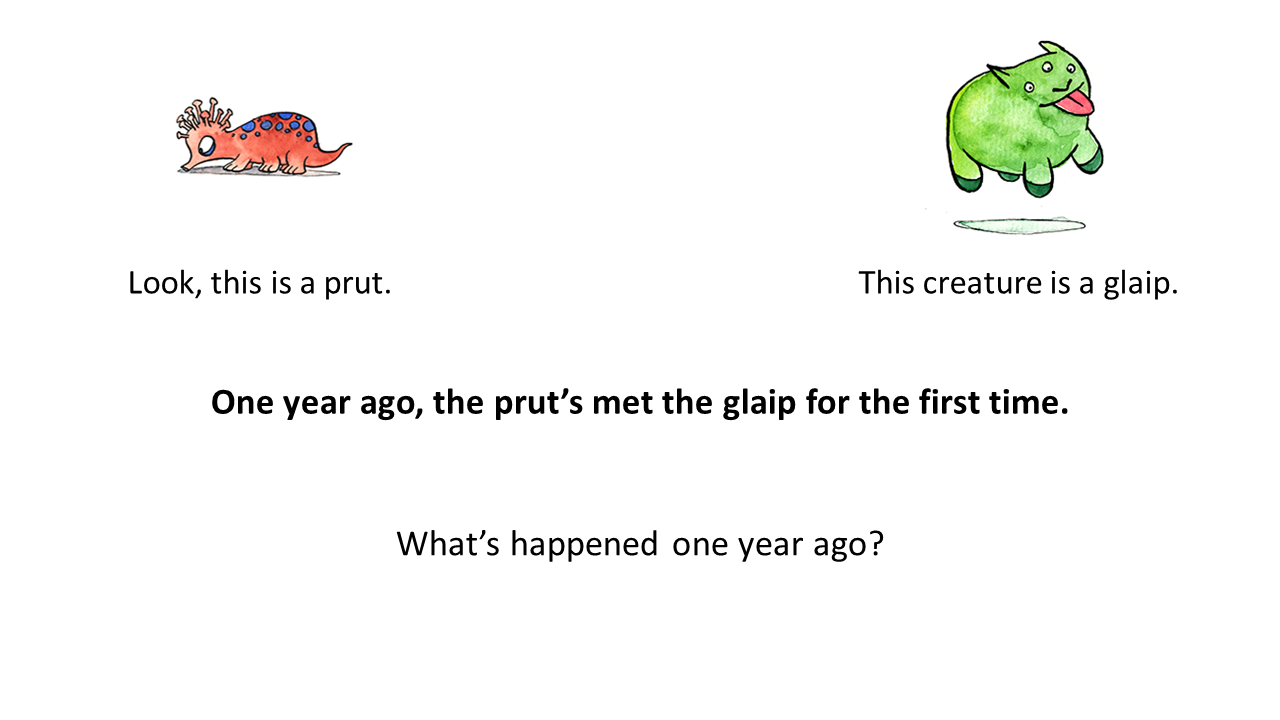 Look, this is a prut.
This creature is a glaip.
One year ago, the prut’s met the glaip for the first time.
What’s happened one year ago?